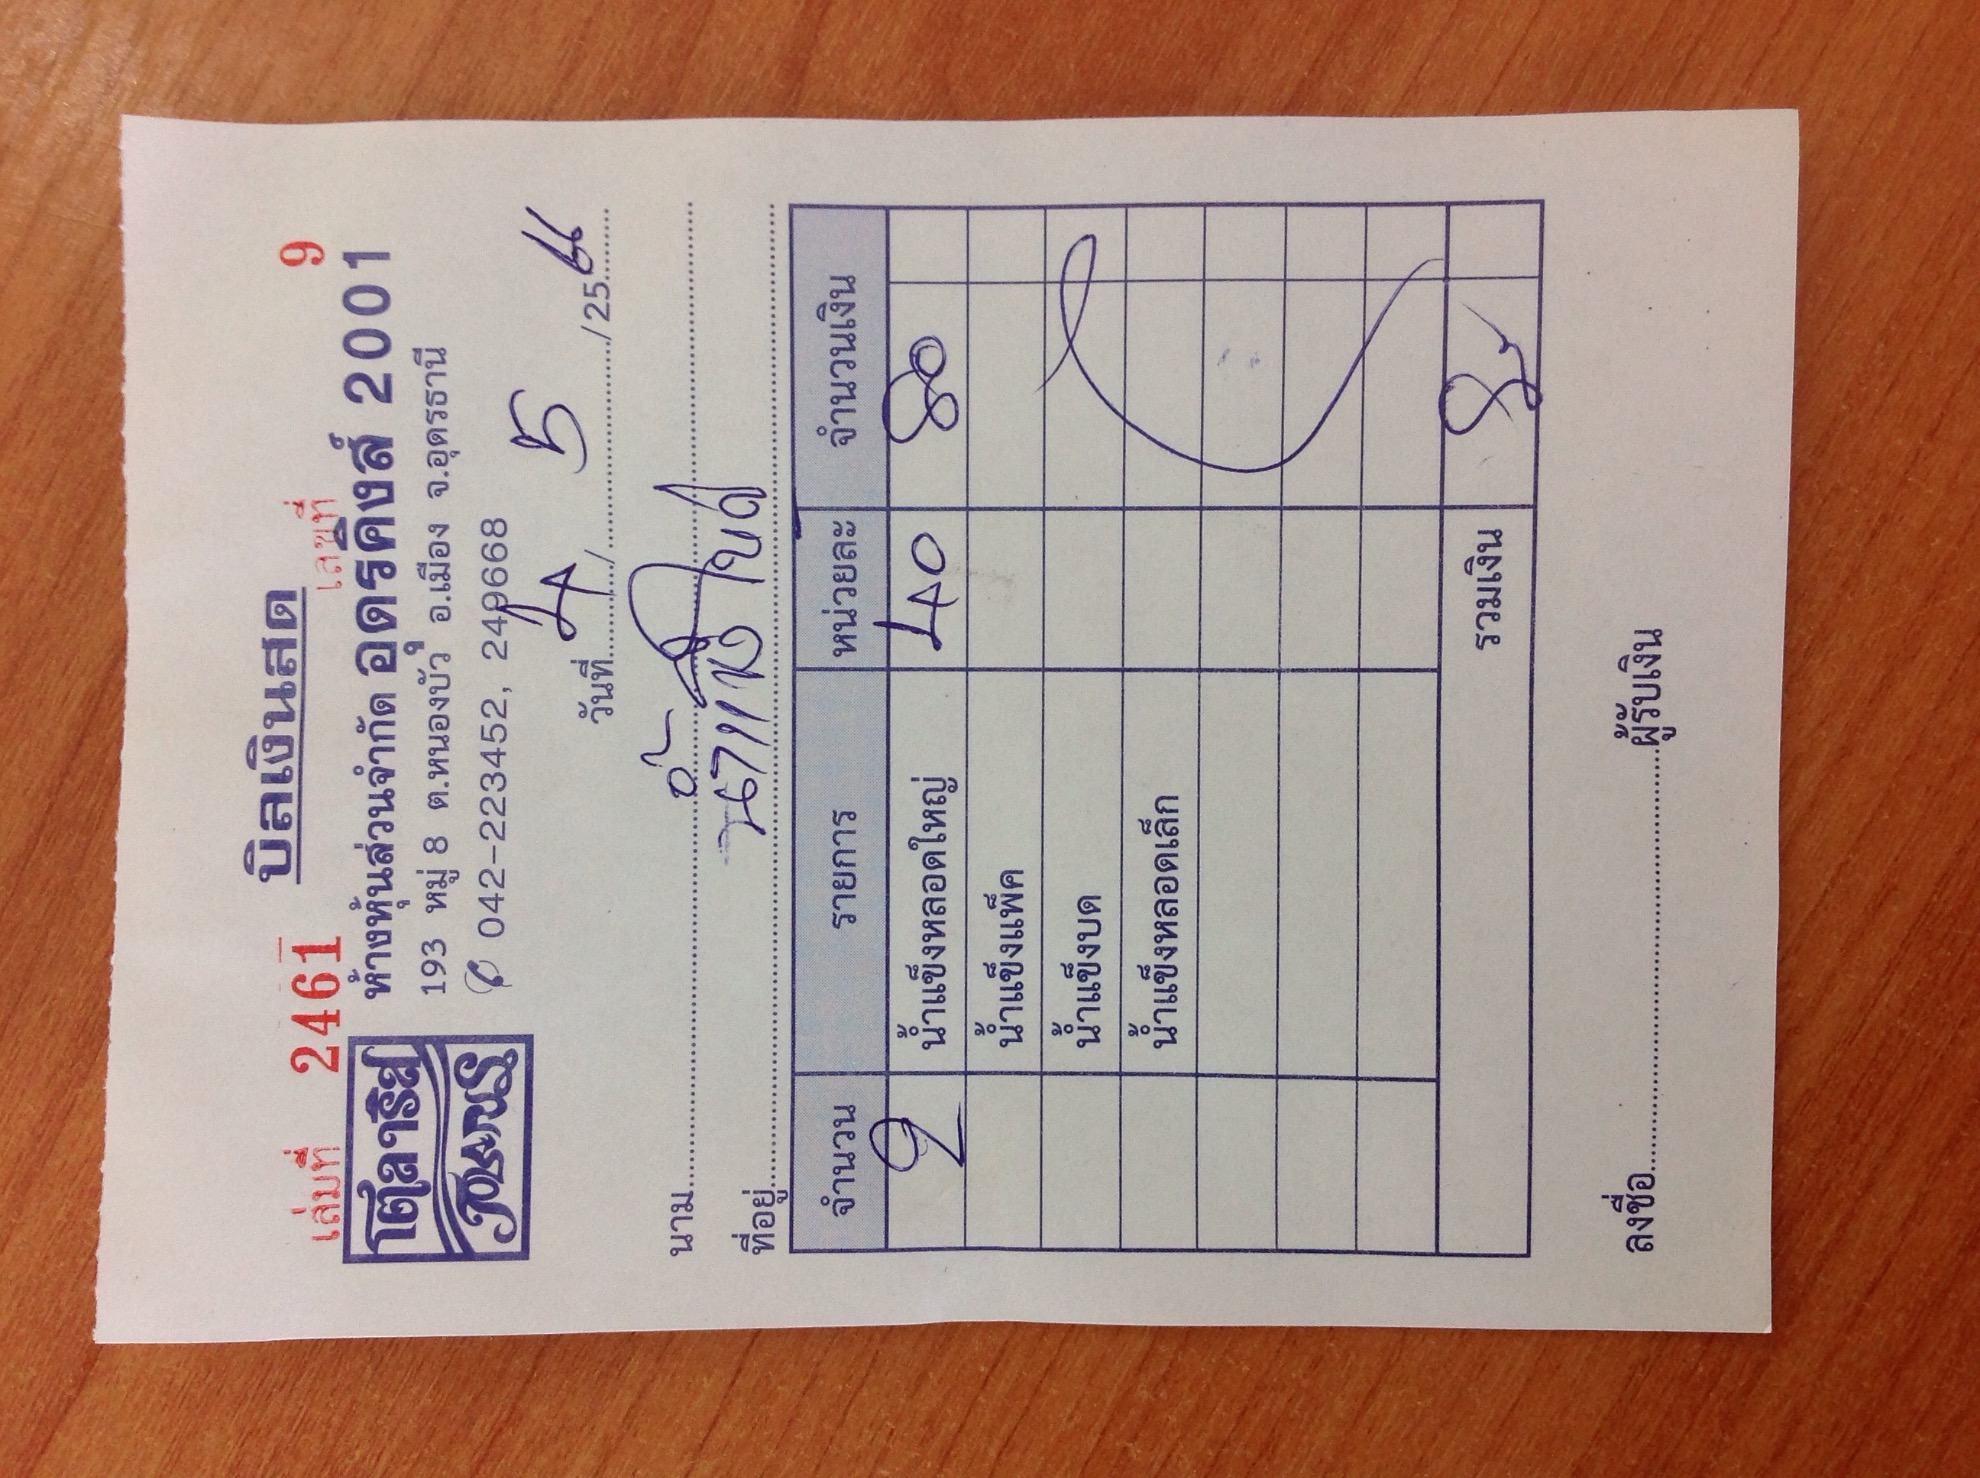 บิลเงินสด
เล่มที่ 2461 เลขที่ 9
โพลาริส
POLARIS
ห้างหุ้นส่วนจำกัด อุดรคิงส์ 2001
193 หมู่ 8 ต.หนองบัว อ.เมือง จ.อุดรธานี
042-223452, 249668
วันที่ 4 / 5 /25 66
นาม
ที่อยู่
จำนวน รายการ หน่วยละ จำนวนเงิน
2 น้ำแข็งหลอดใหญ่ 40 80
น้ำแข็งแพ็ค
น้ำแข็งบด
น้ำแข็งหลอดเล็ก
รวมเงิน 80
ลงชื่อ ผู้รับเงิน